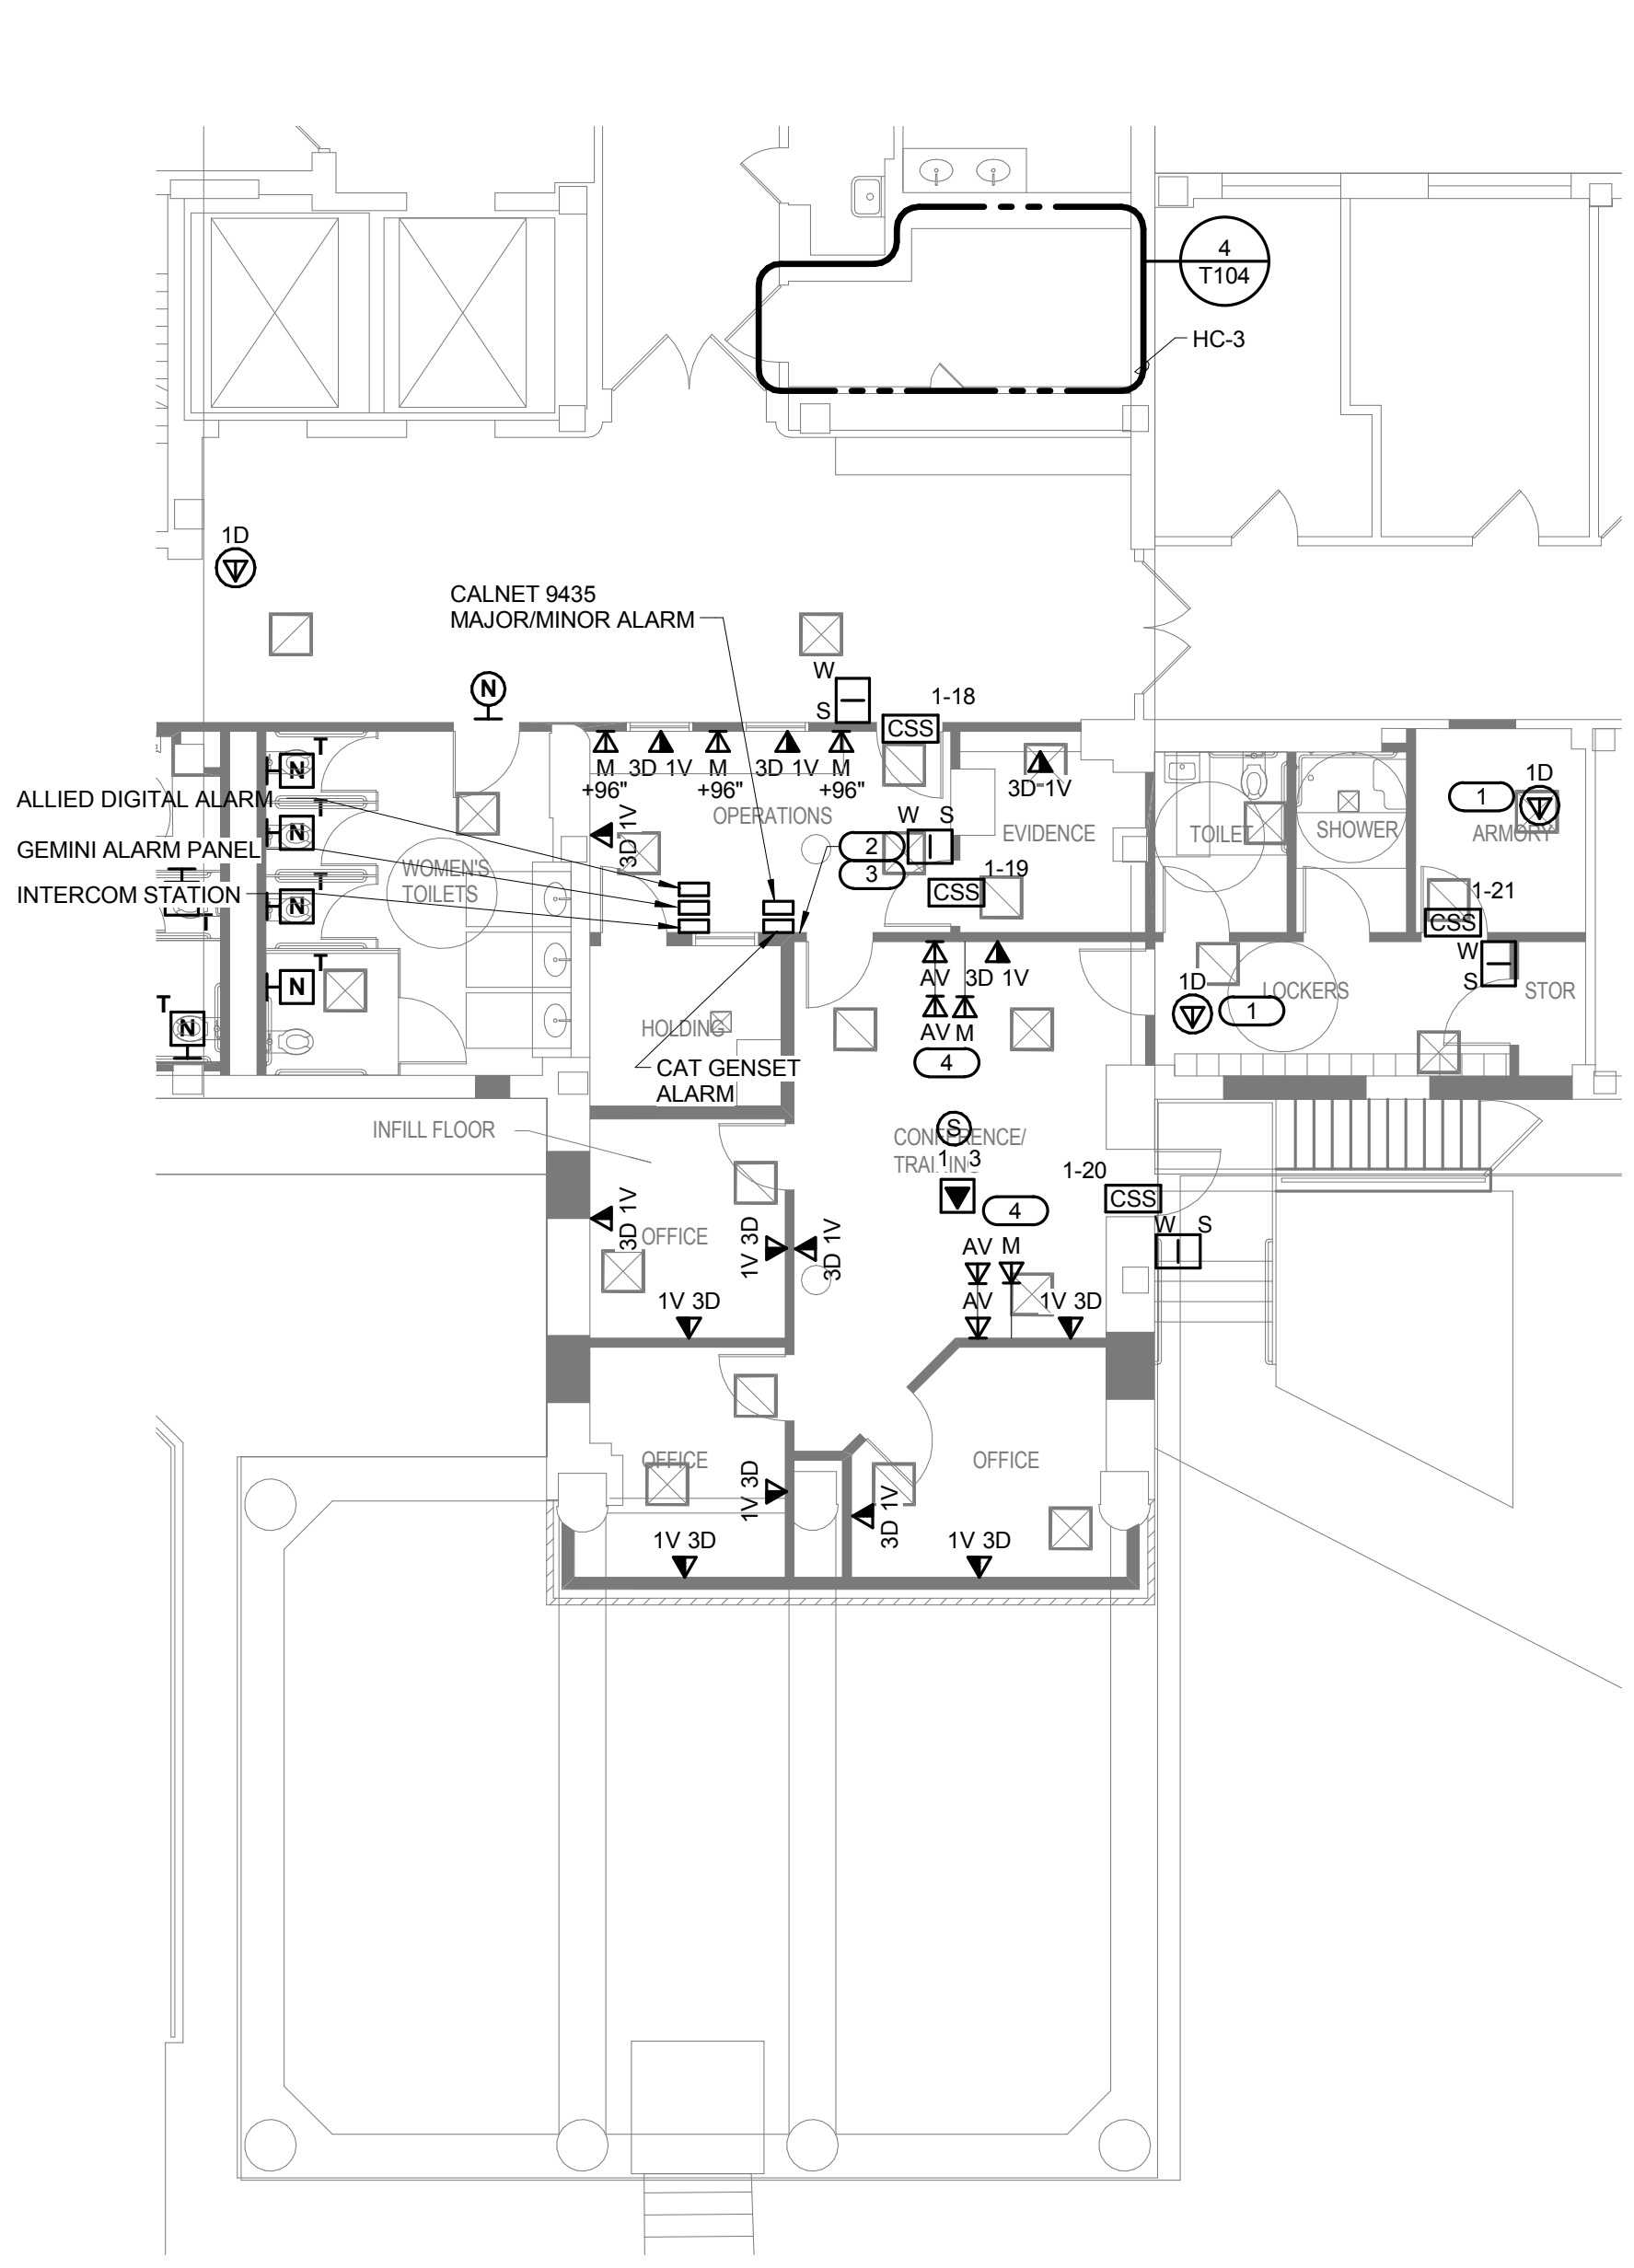 4
T104
HC-3
1D
CALNET 9435
MAJOR/MINOR ALARM
N
W
S
1-18
CSS
T
N
M
+96"
3D 1V
M
+96"
3D 1V
M
+96"
3D 1V
1D
1
ALLIED DIGITAL ALARM
T
N
3D 1V
OPERATIONS
W S
EVIDENCE
TOILET
SHOWER
ARMORY
GEMINI ALARM PANEL
2
3
WOMEN'S
TOILETS
1-19
CSS
1-21
CSS
INTERCOM STATION
T
N
T
W
S
T
N
AV
3D 1V
1D
1
LOCKERS
STOR
T
N
HOLDING
AV M
4
CAT GENSET
ALARM
INFILL FLOOR
S
CONFERENCE/
TRAINING
1 3
1-20
CSS
4
3D 1V
OFFICE
1V 3D
3D 1V
W S
AV M
1V 3D
AV
1V 3D
OFFICE
1V 3D
3D 1V
OFFICE
1V 3D
1V 3D